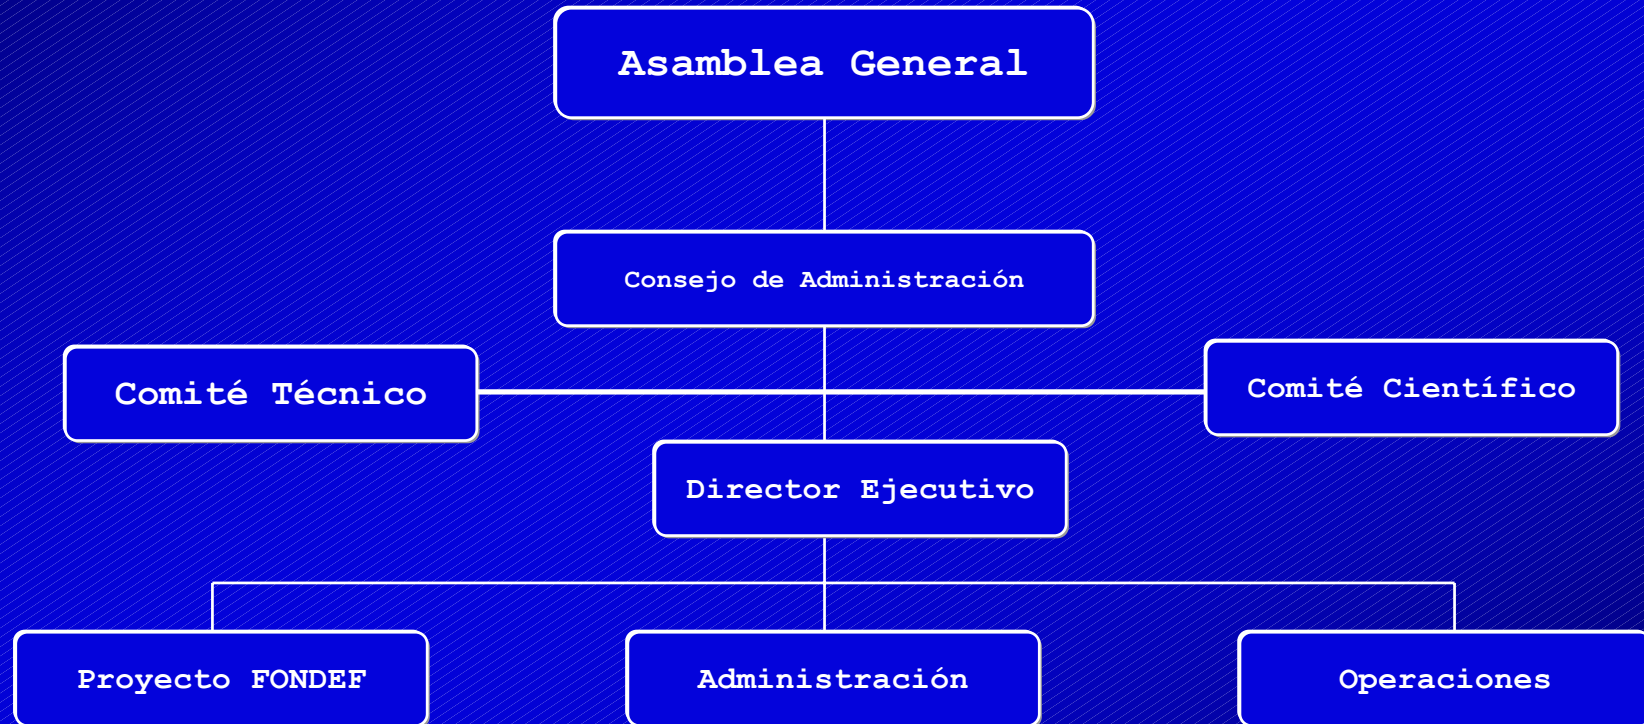 Asamblea General
Consejo de Administración
Comité Técnico
Comité Científico
Director Ejecutivo
Proyecto FONDEF
Administración
Operaciones